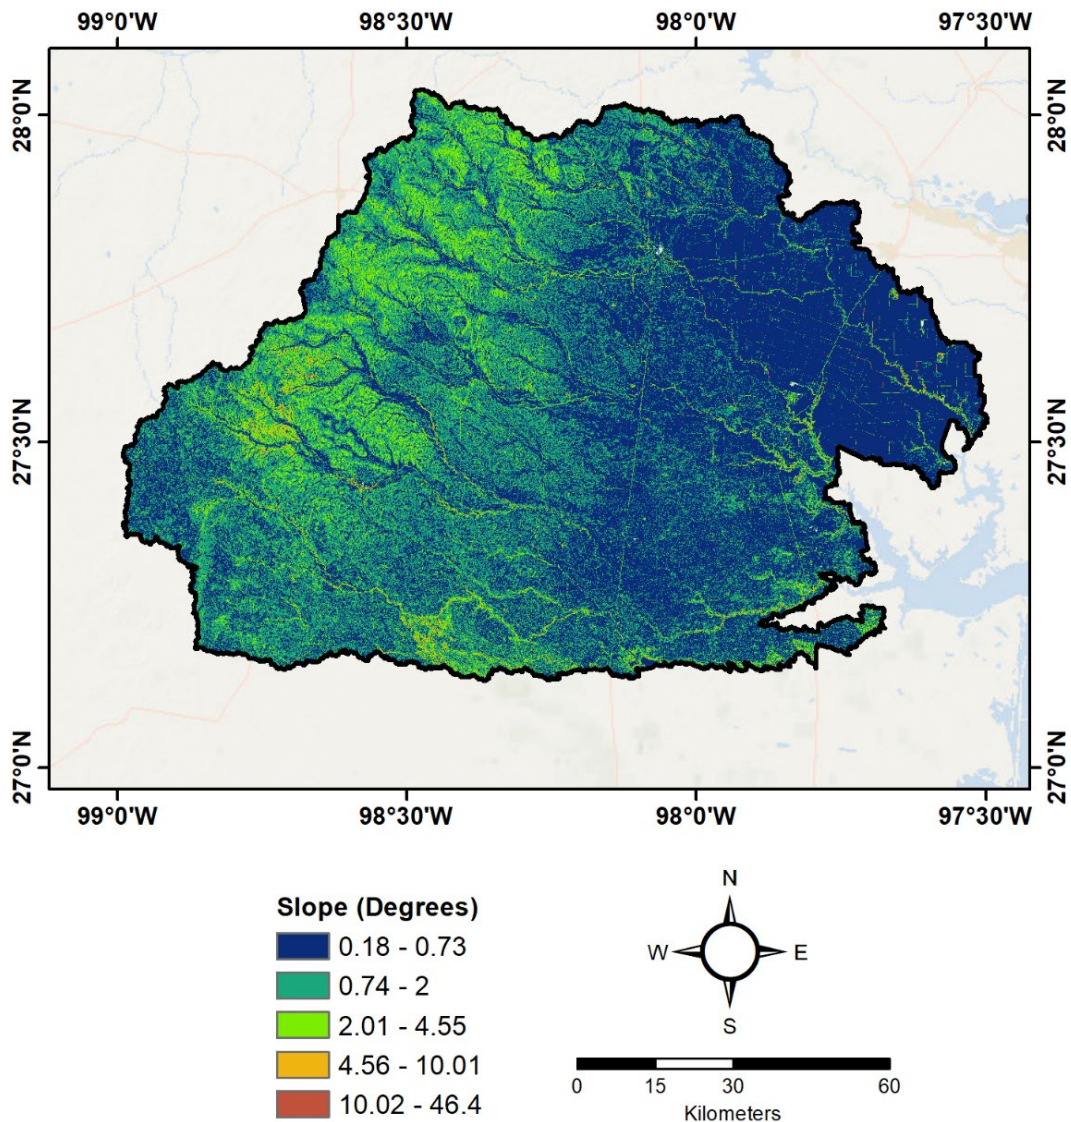 99°0'W 98°30'W 98°0'W 97°30'W
28°0'N 28°0'N
27°30'N 27°30'N
27°0'N 27°0'N
99°0'W 98°30'W 98°0'W 97°30'W
Slope (Degrees)
0.18 - 0.73
0.74 - 2
2.01 - 4.55
4.56 - 10.01
10.02 - 46.4
N
W E
S
0 15 30 60
Kilometers